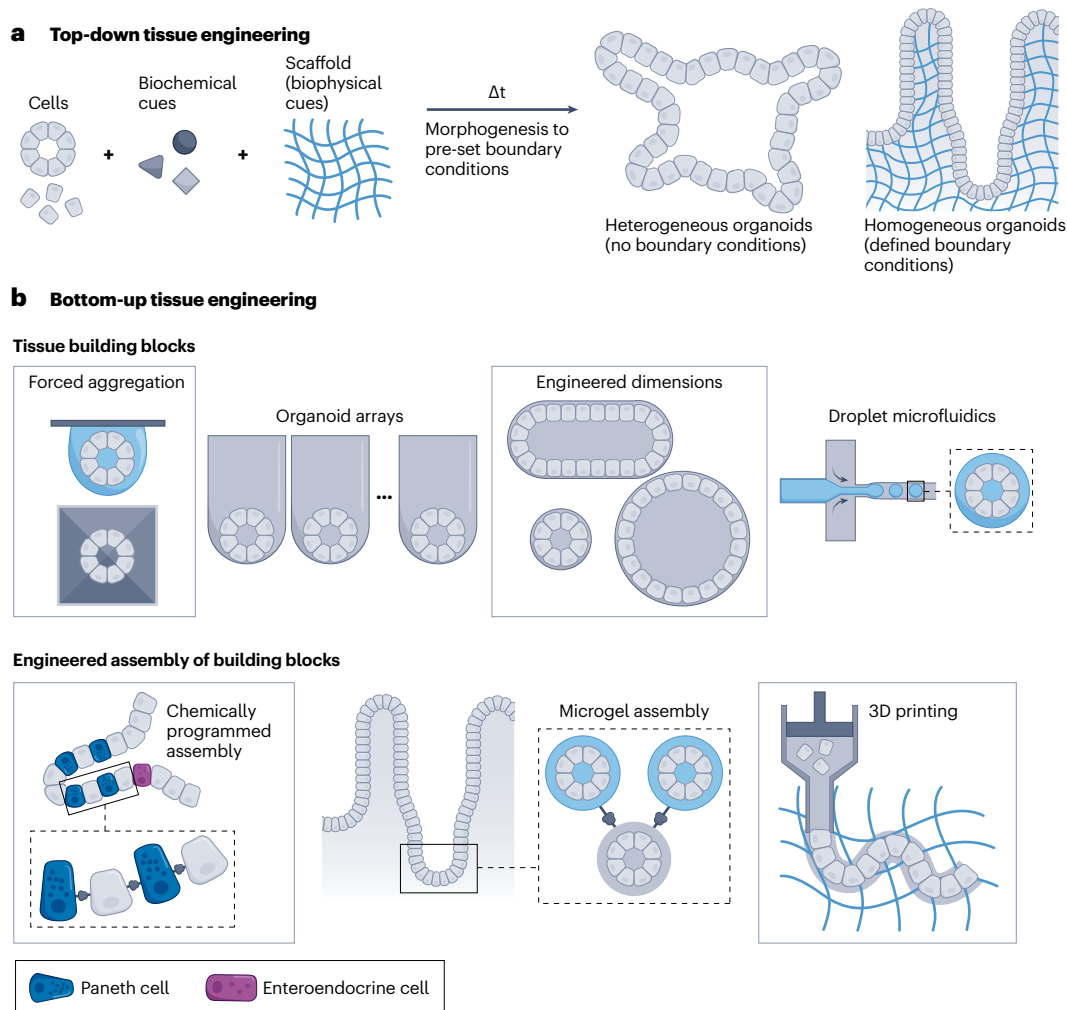 a Top-down tissue engineering
Cells
+
Biochemical
cues
+
Scaffold
(biophysical
cues)
Δt
Morphogenesis to
pre-set boundary
conditions
Heterogeneous organoids
(no boundary conditions)
Homogeneous organoids
(defined boundary
conditions)
b Bottom-up tissue engineering
Tissue building blocks
Forced aggregation
Organoid arrays
...
Engineered dimensions
Droplet microfluidics
Engineered assembly of building blocks
Chemically
programmed
assembly
Microgel assembly
3D printing
Paneth cell
Enteroendocrine cell